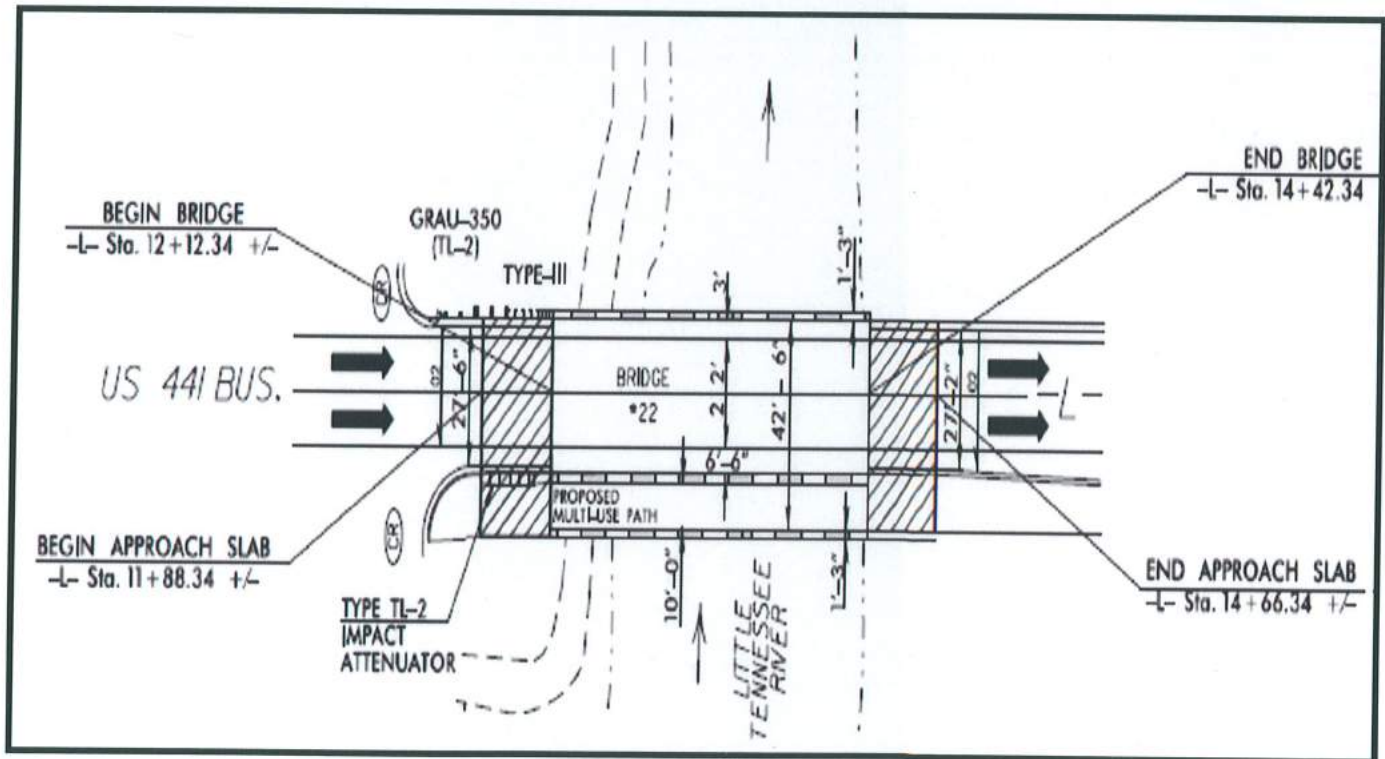 END BRIDGE
-L- Sta. 14+42.34
BEGIN BRIDGE
-L- Sta. 12+12.34 +/-
GRAU-350
(TL-2)
TYPE-III
CR
3'
1'-3"
US 441 BUS.
27'-6"
BRIDGE
#22
2 2'
42' - 6"
27'-2"
L
6'-6"
PROPOSED
MULTI-USE PATH
CR
BEGIN APPROACH SLAB
-L- Sta. 11+88.34 +/-
10'-0"
1'-3"
END APPROACH SLAB
-L- Sta. 14+66.34 +/-
TYPE TL-2
IMPACT
ATTENUATOR
LITTLE
TENNESSEE
RIVER